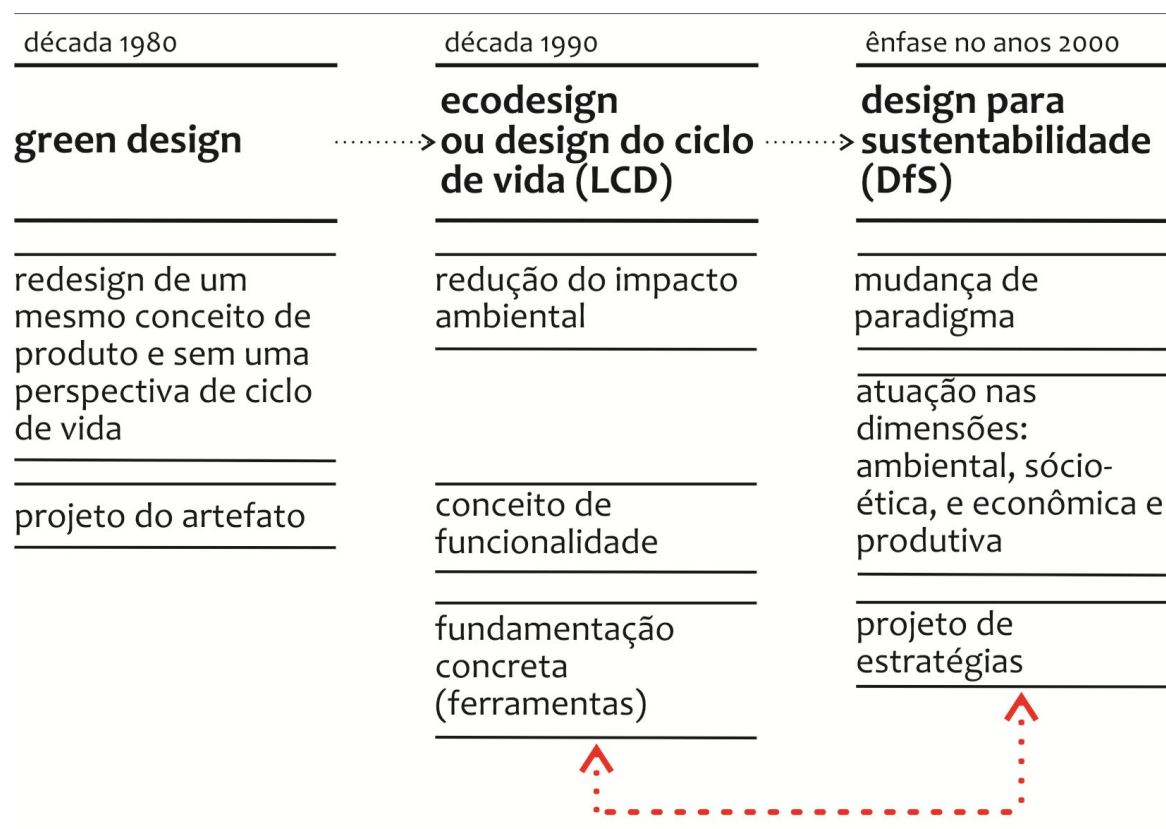 década 1980
green design
redesign de um
mesmo conceito de
produto e sem uma
perspectiva de ciclo
de vida
projeto do artefato
década 1990
ecodesign
ou design do ciclo
de vida (LCD)
redução do impacto
ambiental
conceito de
funcionalidade
fundamentação
concreta
(ferramentas)
ênfase no anos 2000
design para
sustentabilidade
(DfS)
mudança de
paradigma
atuação nas
dimensões:
ambiental, sócio-
ética, e econômica e
produtiva
projeto de
estratégias